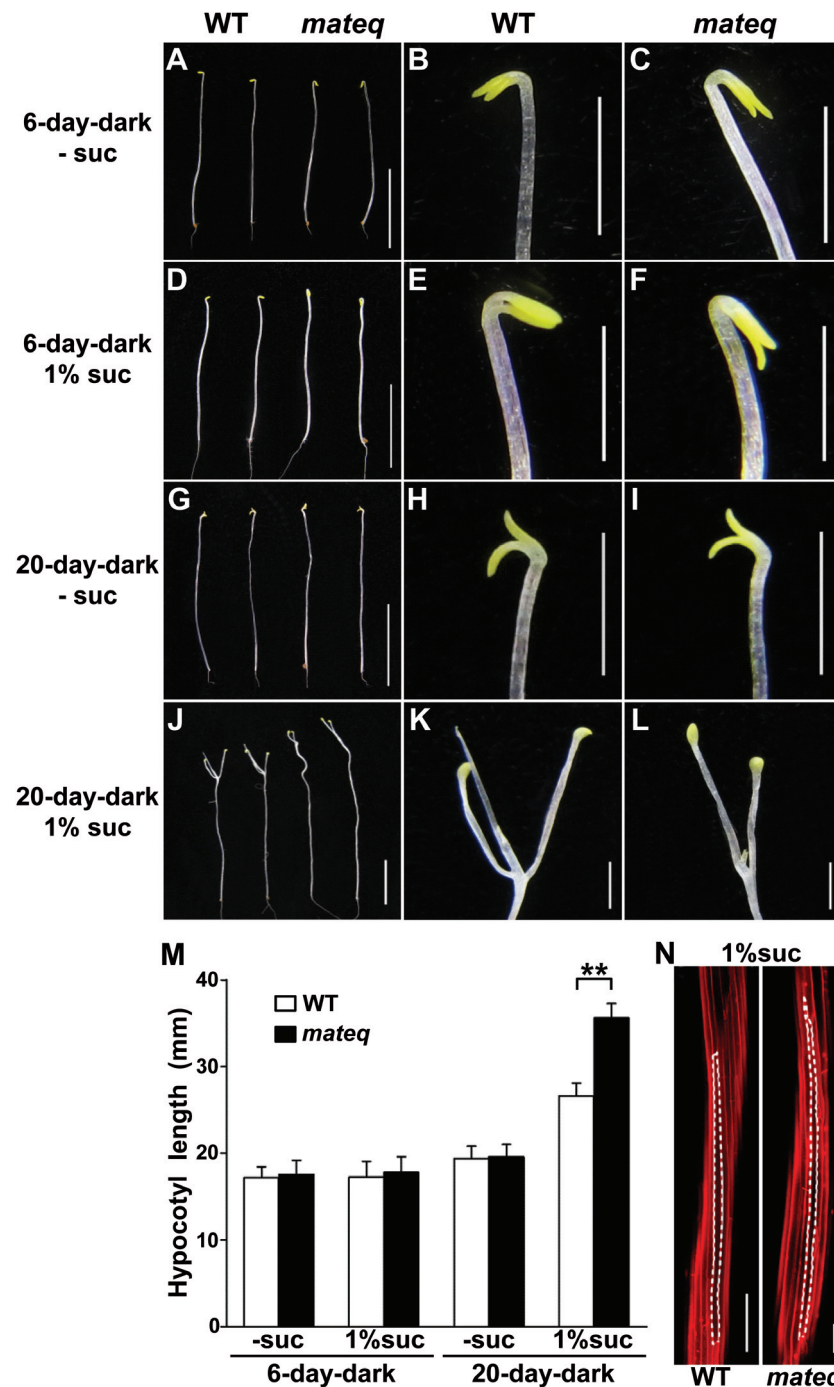 WT mateq WT mateq
6-day-dark
- suc
A B C
6-day-dark
1% suc
D E F
20-day-dark
- suc
G H I
20-day-dark
1% suc
J K L
M
Hypocotyl length (mm)
40
30
20
10
0
WT
mateq
**
-suc 1%suc -suc 1%suc
6-day-dark 20-day-dark
N 1%suc
WT mateq